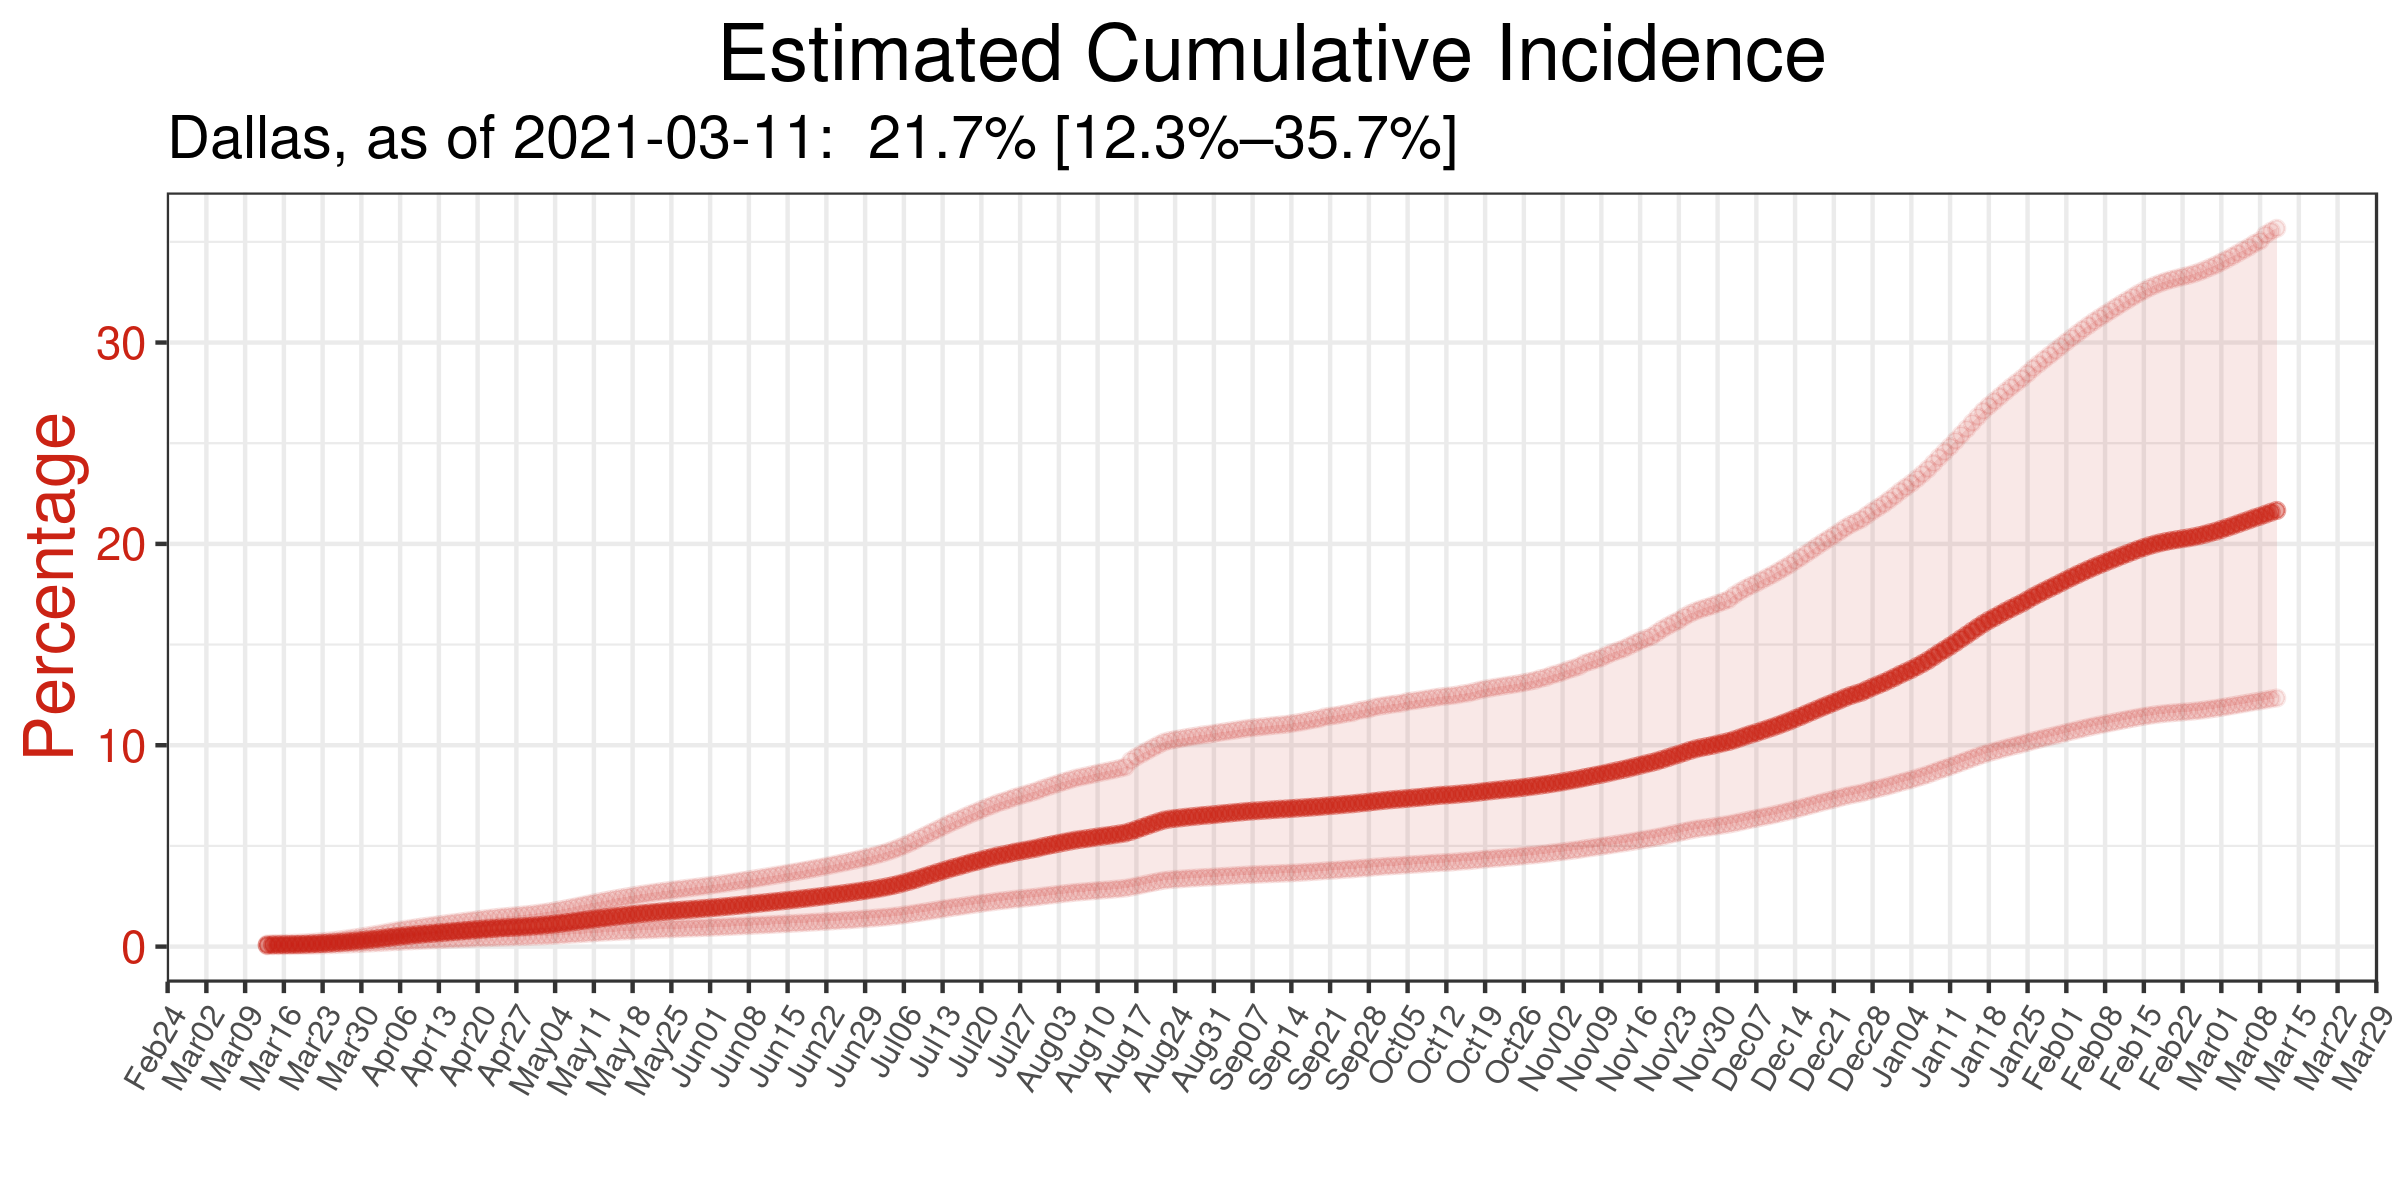 Estimated Cumulative Incidence
Dallas, as of 2021-03-11:  21.7% [12.3%–35.7%]
Percentage
30
20
10
0
Feb24
Mar02
Mar09
Mar16
Mar23
Mar30
Apr06
Apr13
Apr20
Apr27
May04
May11
May18
May25
Jun01
Jun08
Jun15
Jun22
Jun29
Jul06
Jul13
Jul20
Jul27
Aug03
Aug10
Aug17
Aug24
Aug31
Sep07
Sep14
Sep21
Sep28
Oct05
Oct12
Oct19
Oct26
Nov02
Nov09
Nov16
Nov23
Nov30
Dec07
Dec14
Dec21
Dec28
Jan04
Jan11
Jan18
Jan25
Feb01
Feb08
Feb15
Feb22
Mar01
Mar08
Mar15
Mar22
Mar29